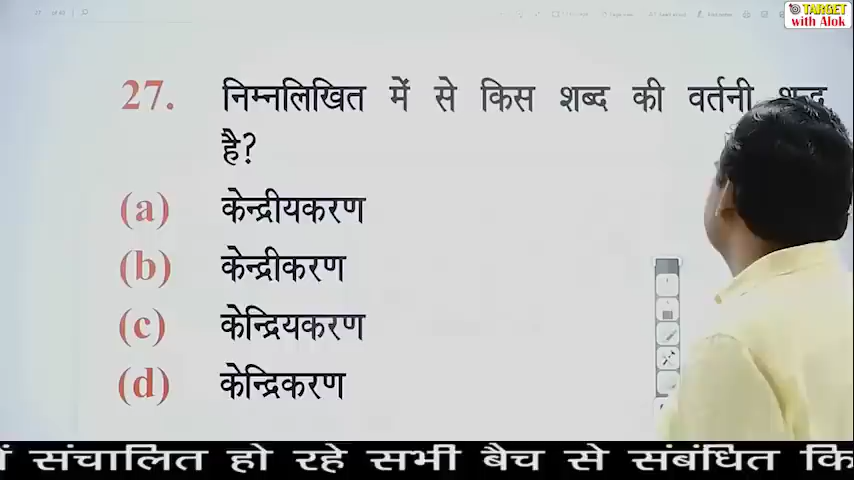 TARGET
with Alok
27. निम्नलिखित में से किस शब्द की वर्तनी शुद्ध
है?
(a) केन्द्रीयकरण
(b) केन्द्रीकरण
(c) केन्द्रियकरण
(d) केन्द्रिकरण
संचालित हो रहे सभी बैच से संबंधित